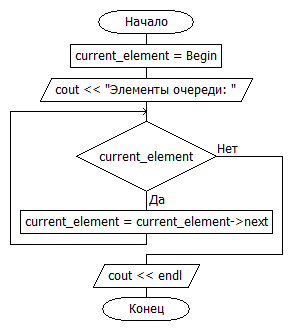 Начало
current_element = Begin
cout << "Элементы очереди: "
current_element
Нет
Да
current_element = current_element->next
cout << endl
Конец